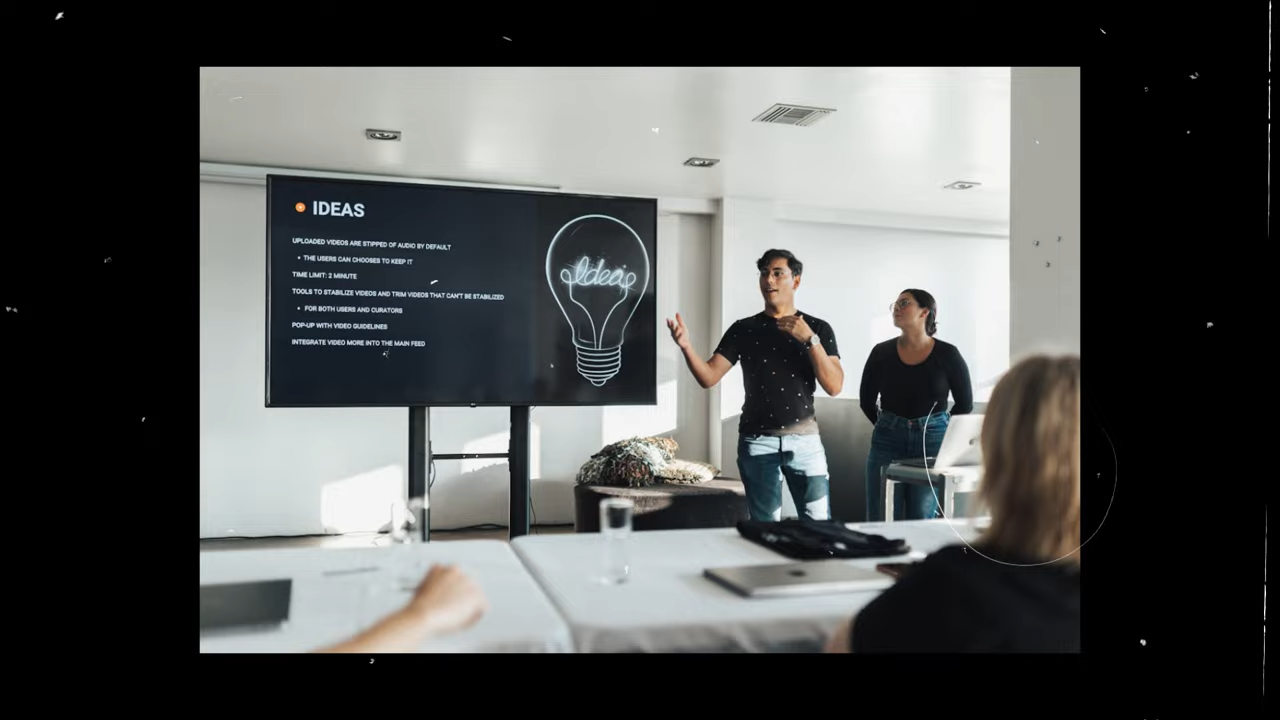 IDEAS
UPLOADED VIDEOS ARE STIPPED OF AUDIO BY DEFAULT
• THE USERS CAN CHOOSES TO KEEP IT
TIME LIMIT: 2 MINUTE
TOOLS TO STABILIZE VIDEOS AND TRIM VIDEOS THAT CAN'T BE STABILIZED
• FOR BOTH USERS AND CURATORS
POP-UP WITH VIDEO GUIDELINES
INTEGRATE VIDEO MORE INTO THE MAIN FEED
Idea